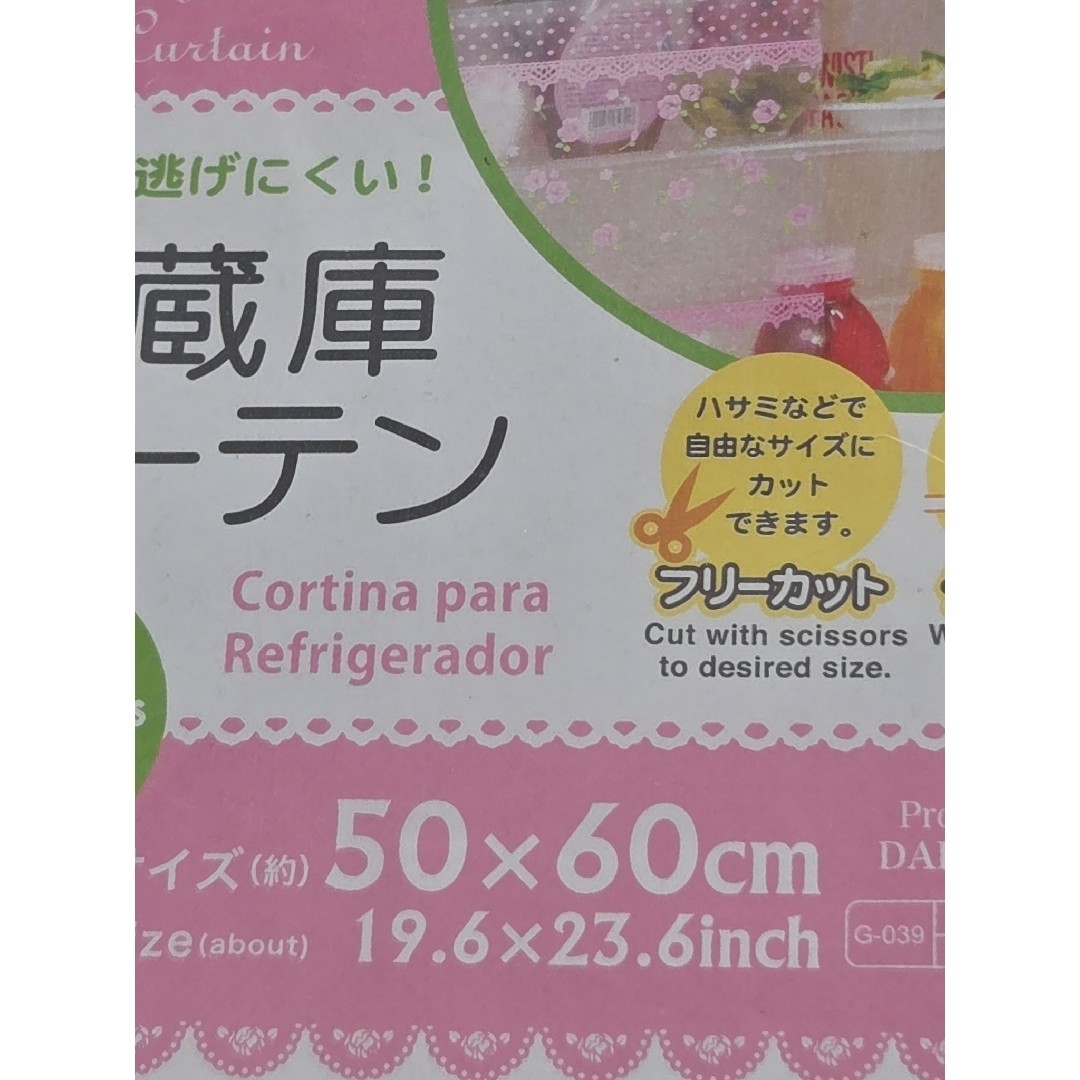 Curtain
逃げにくい！
蔵庫
ーテン
Cortina para
Refrigerador
ハサミなどで
自由なサイズに
カット
できます。
フリーカット
Cut with scissors
to desired size.
サイズ(約) 50×60cm
ize(about) 19.6×23.6inch
G-039